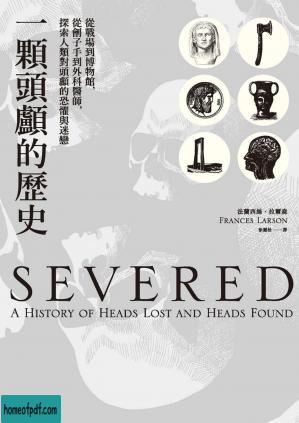 一顆頭顱的歷史
從戰場到博物館,
從劊子手到外科醫師,
探索人類對頭顱的恐懼與迷戀
法蘭西絲・拉爾森
FRANCES LARSON
SEVERED
A HISTORY OF HEADS LOST AND HEADS FOUND
homeofpdf.com